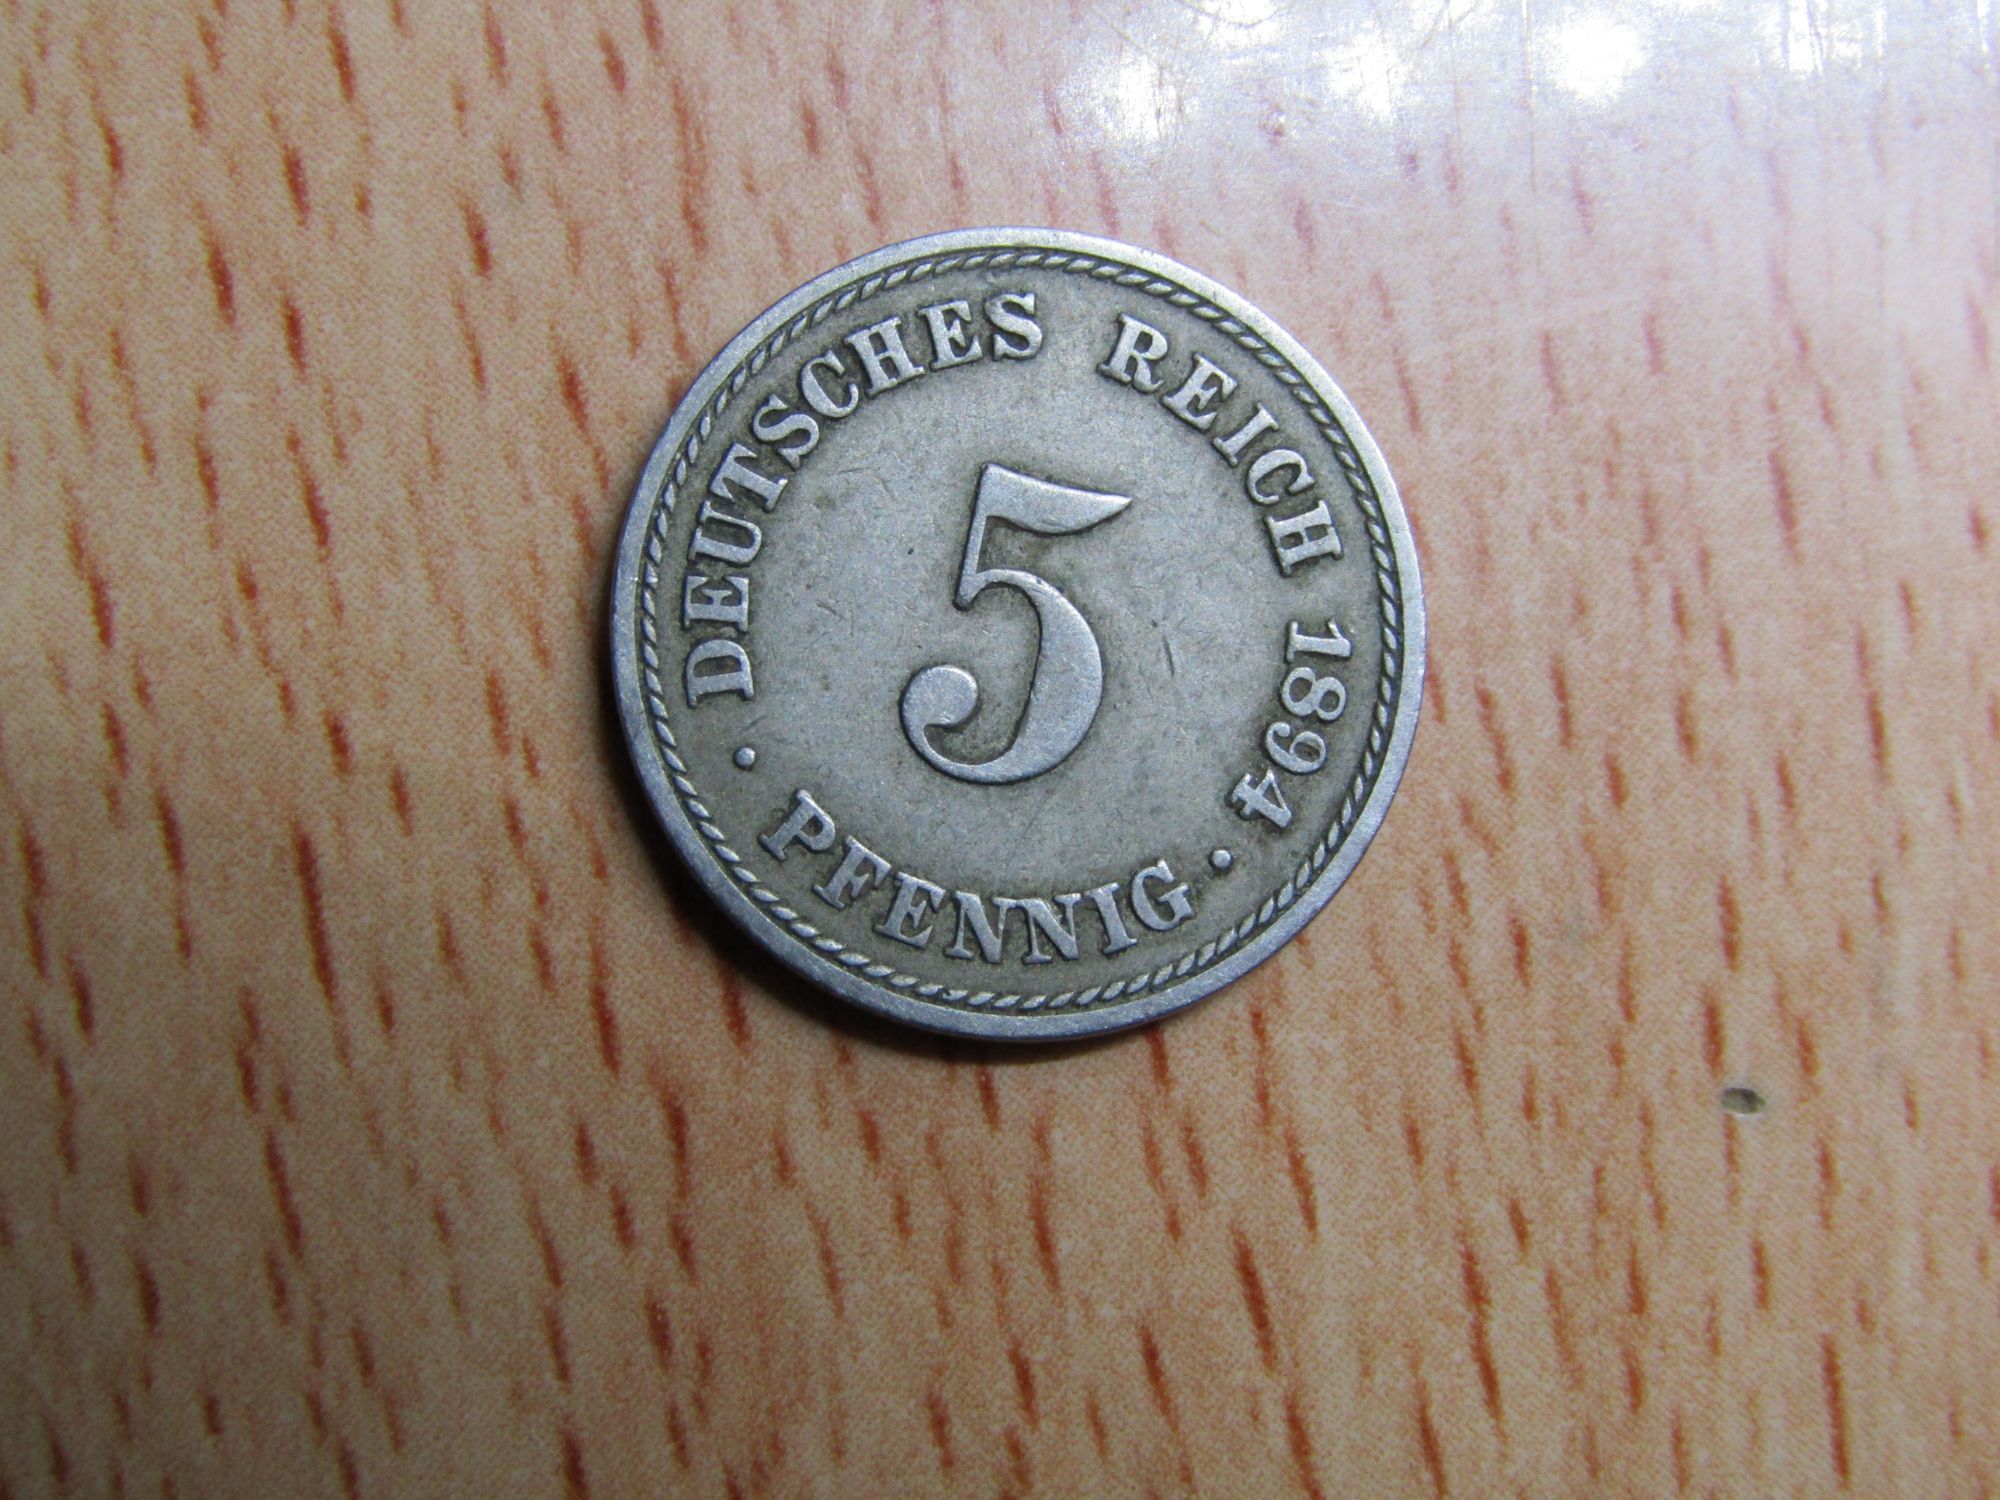 DEUTSCHES REICH 1894
5
· PFENNIG ·